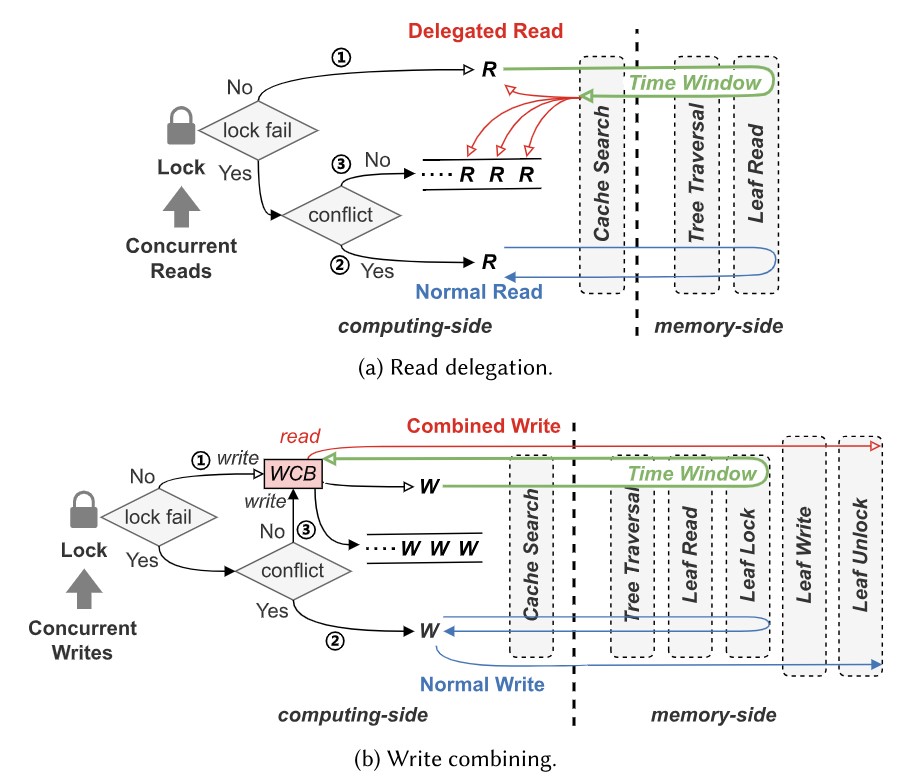 Delegated Read
①
R
No
Time Window
lock fail
Lock
Yes
③ No
···· R R R
conflict
Concurrent
Reads
② Yes
R
Normal Read
Cache Search
Tree Traversal
Leaf Read
computing-side
memory-side
(a) Read delegation.
Combined Write
read
① write
WCB
No
Time Window
W
write
lock fail
No ③
Lock
Yes
···· W W W
conflict
Concurrent
Writes
Yes
②
W
Normal Write
Cache Search
Tree Traversal
Leaf Read
Leaf Lock
Leaf Write
Leaf Unlock
computing-side
memory-side
(b) Write combining.